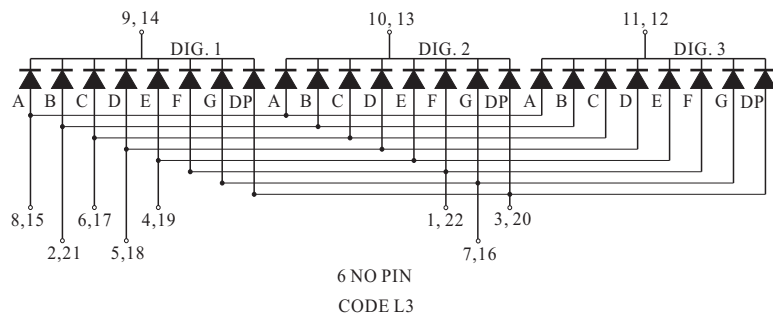 9, 14 10, 13 11, 12
DIG. 1 DIG. 2 DIG. 3
A B C D E F G DP A B C D E F G DP A B C D E F G DP
8,15 6,17 4,19 1,22 3,20
2,21 5,18 7,16
6 NO PIN
CODE L3